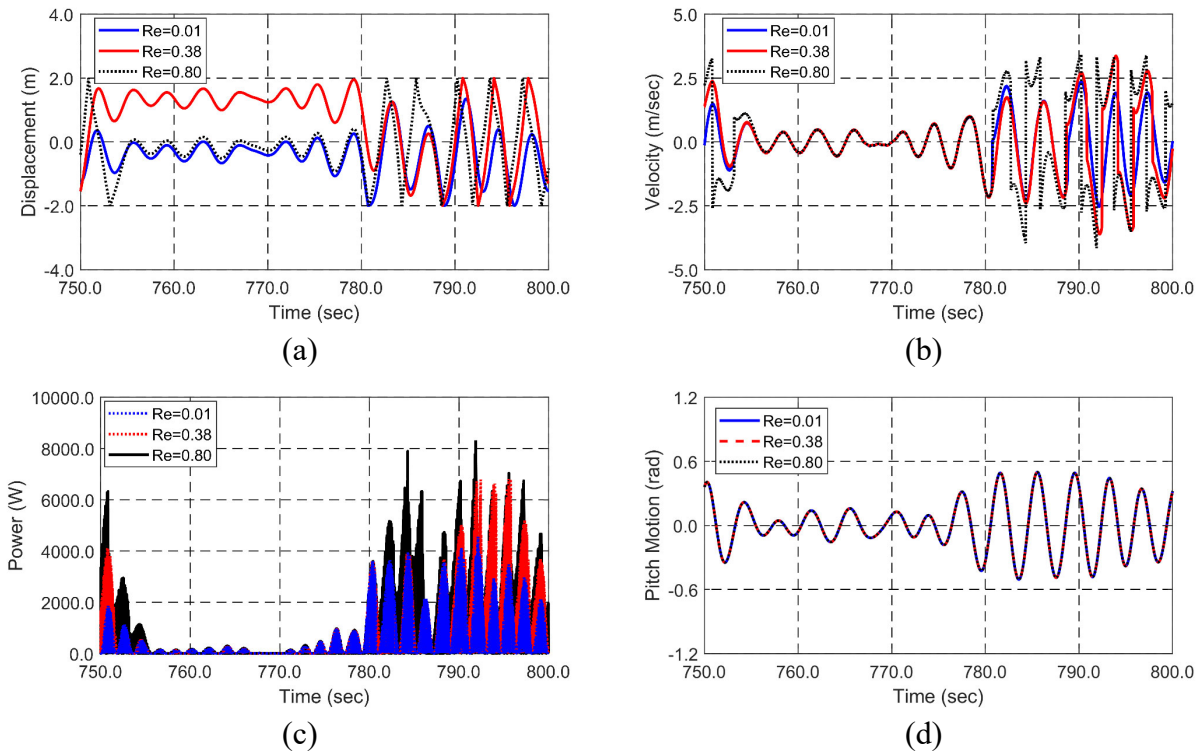 Displacement (m)
4.0
2.0
0.0
-2.0
-4.0
Re=0.01
Re=0.38
Re=0.80
750.0 760.0 770.0 780.0 790.0 800.0
Time (sec)
(a)
Velocity (m/sec)
5.0
2.5
0.0
-2.5
-5.0
Re=0.01
Re=0.38
Re=0.80
750.0 760.0 770.0 780.0 790.0 800.0
Time (sec)
(b)
Power (W)
10000.0
8000.0
6000.0
4000.0
2000.0
0.0
Re=0.01
Re=0.38
Re=0.80
750.0 760.0 770.0 780.0 790.0 800.0
Time (sec)
(c)
Pitch Motion (rad)
1.2
0.6
0.0
-0.6
-1.2
Re=0.01
Re=0.38
Re=0.80
750.0 760.0 770.0 780.0 790.0 800.0
Time (sec)
(d)